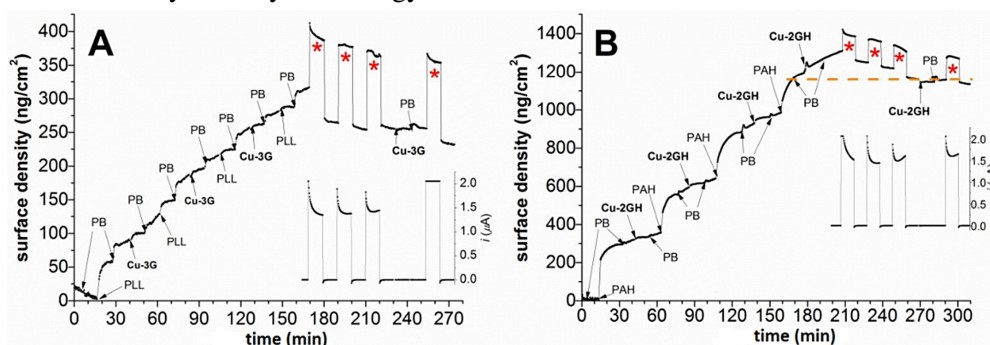 A
surface density (ng/cm²)
400
350
300
250
200
150
100
50
0
0 30 60 90 120 150 180 210 240 270
time (min)
PB
PLL
Cu-3G
PB
PLL
PB
Cu-3G
PB
PLL
PB
Cu-3G
PB
PLL
PB
* * * *
PB
Cu-3G
2.0
1.5
1.0
0.5
0.0
i (μA)
B
surface density (ng/cm²)
1400
1200
1000
800
600
400
200
0
0 30 60 90 120 150 180 210 240 270 300
time (min)
PB
PAH
Cu-2GH
PB
PAH
Cu-2GH
PB
PAH
Cu-2GH
PB
PAH
Cu-2GH
PB
* * * *
PB
Cu-2GH
2.0
1.5
1.0
0.5
0.0